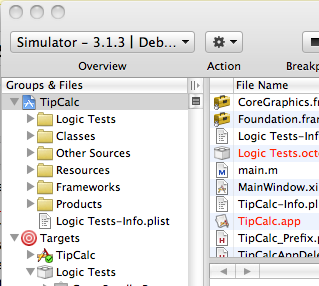 Simulator - 3.1.3 | Deb...
Overview
Action
Breakp
Groups & Files
File Name
TipCalc
Logic Tests
Classes
Other Sources
Resources
Frameworks
Products
Logic Tests-Info.plist
Targets
TipCalc
Logic Tests
CoreGraphics.fram
Foundation.fran
Logic Tests-Info
Logic Tests.octe
main.m
MainWindow.xi
TipCalc-Info.pl
TipCalc.app
TipCalc_Prefix.p
TipCalcAppDele